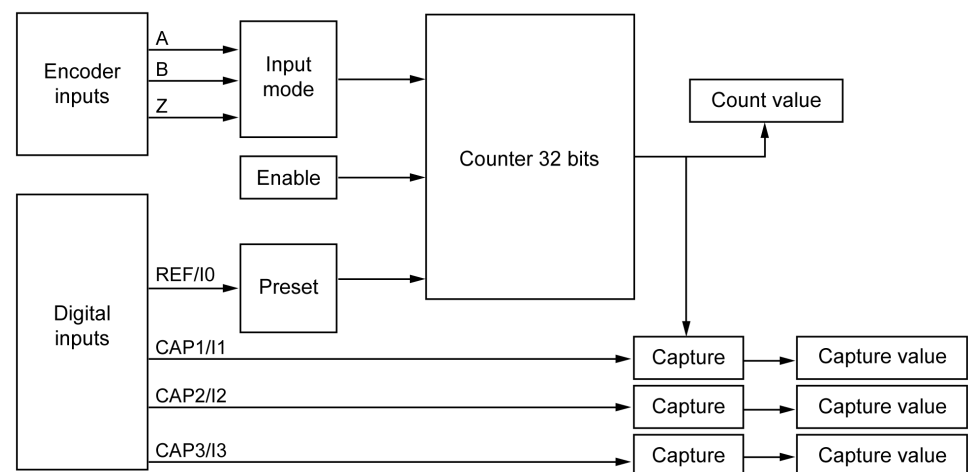 Encoder
inputs
A
B
Z
Input
mode
Enable
Counter 32 bits
Count value
Digital
inputs
REF/I0
Preset
CAP1/I1
Capture
Capture value
CAP2/I2
Capture
Capture value
CAP3/I3
Capture
Capture value